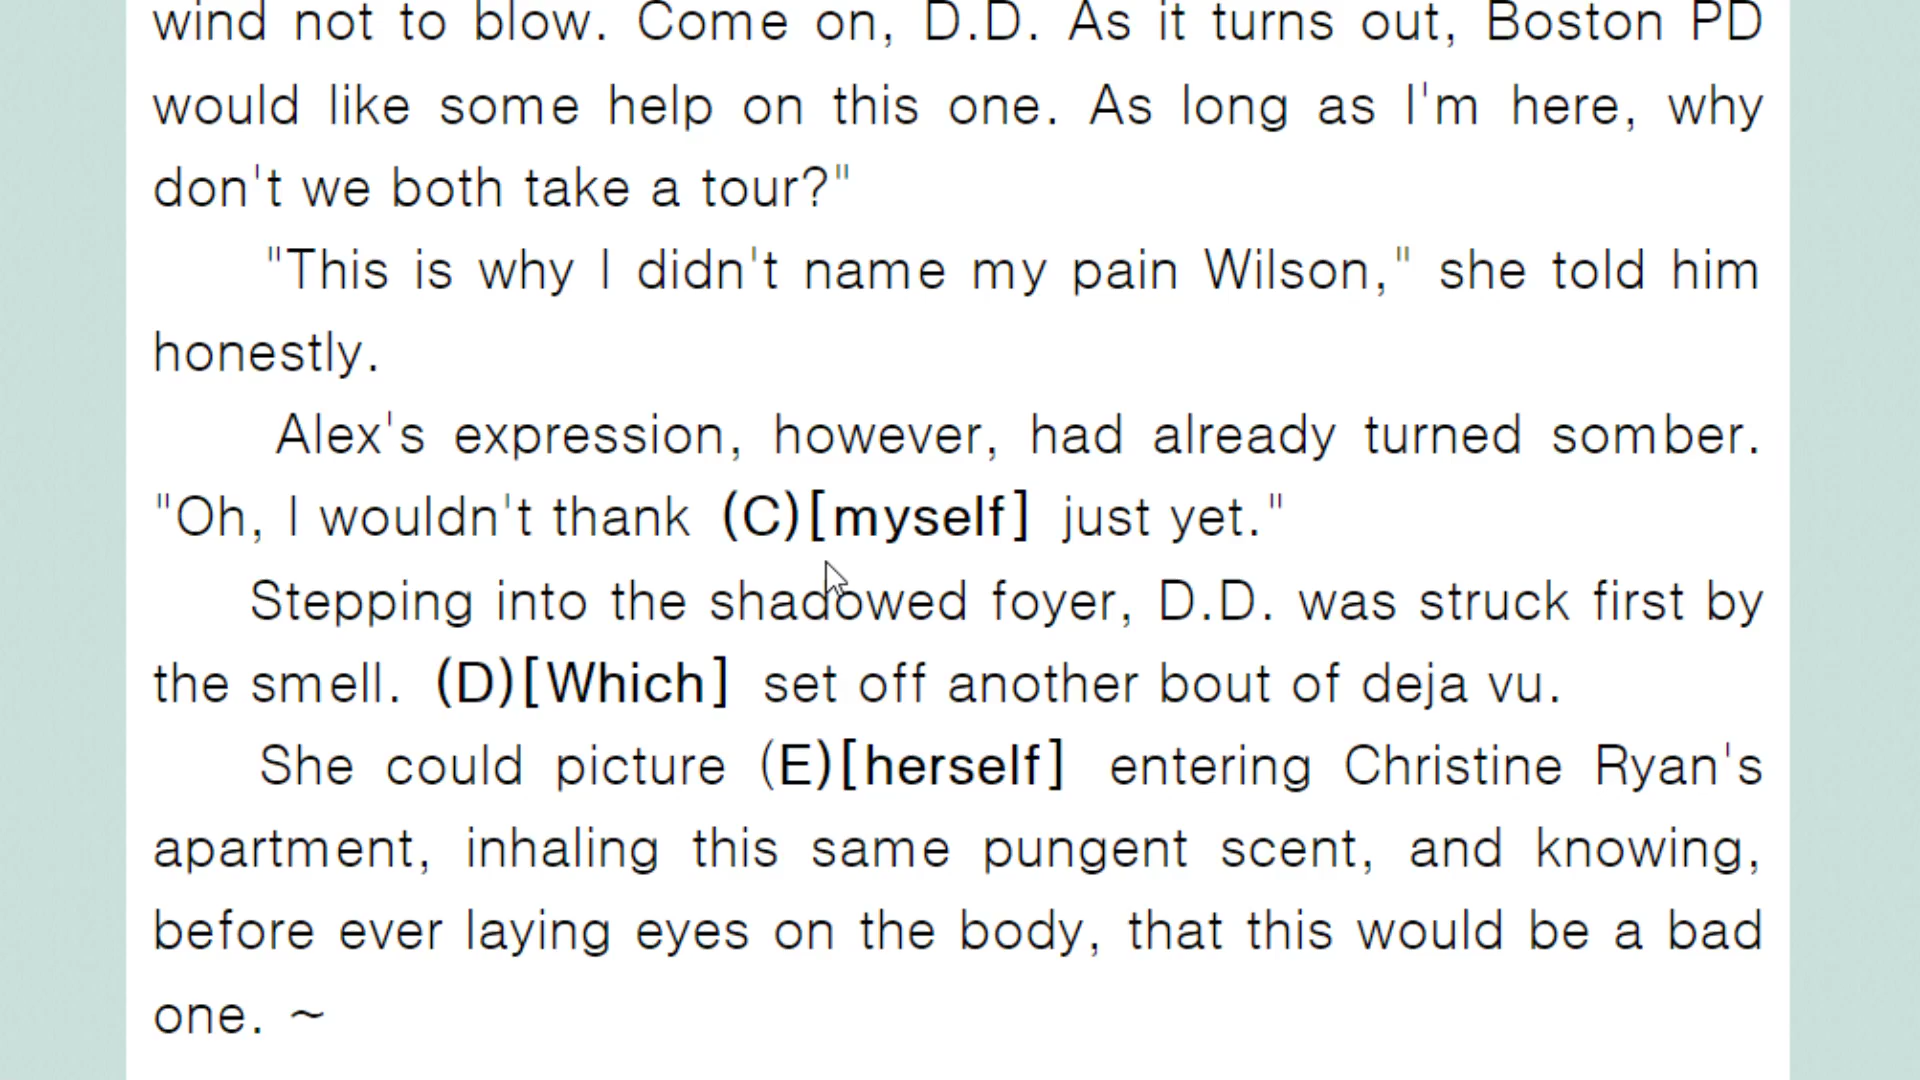 wind not to blow. Come on, D.D. As it turns out, Boston PD
would like some help on this one. As long as I'm here, why
don't we both take a tour?"
"This is why I didn't name my pain Wilson," she told him
honestly.
Alex's expression, however, had already turned somber.
"Oh, I wouldn't thank (C)[myself] just yet."
Stepping into the shadowed foyer, D.D. was struck first by
the smell. (D)[Which] set off another bout of deja vu.
She could picture (E)[herself] entering Christine Ryan's
apartment, inhaling this same pungent scent, and knowing,
before ever laying eyes on the body, that this would be a bad
one. ~